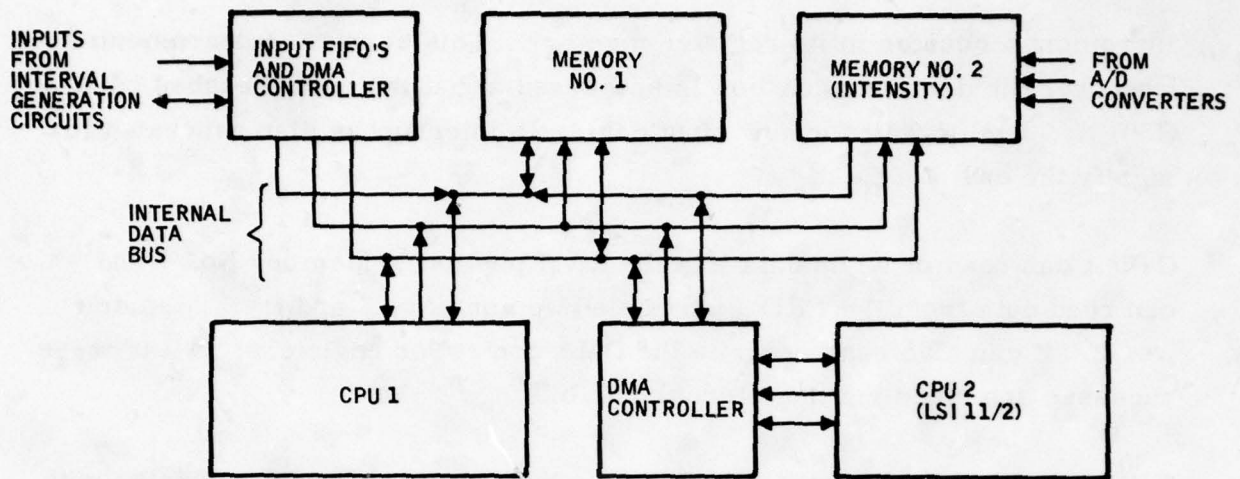 INPUTS
FROM
INTERVAL
GENERATION
CIRCUITS
INPUT FIFO'S
AND DMA
CONTROLLER
MEMORY
NO. 1
MEMORY NO. 2
(INTENSITY)
FROM
A/D
CONVERTERS
INTERNAL
DATA
BUS
CPU 1
DMA
CONTROLLER
CPU 2
(LSI 11/2)